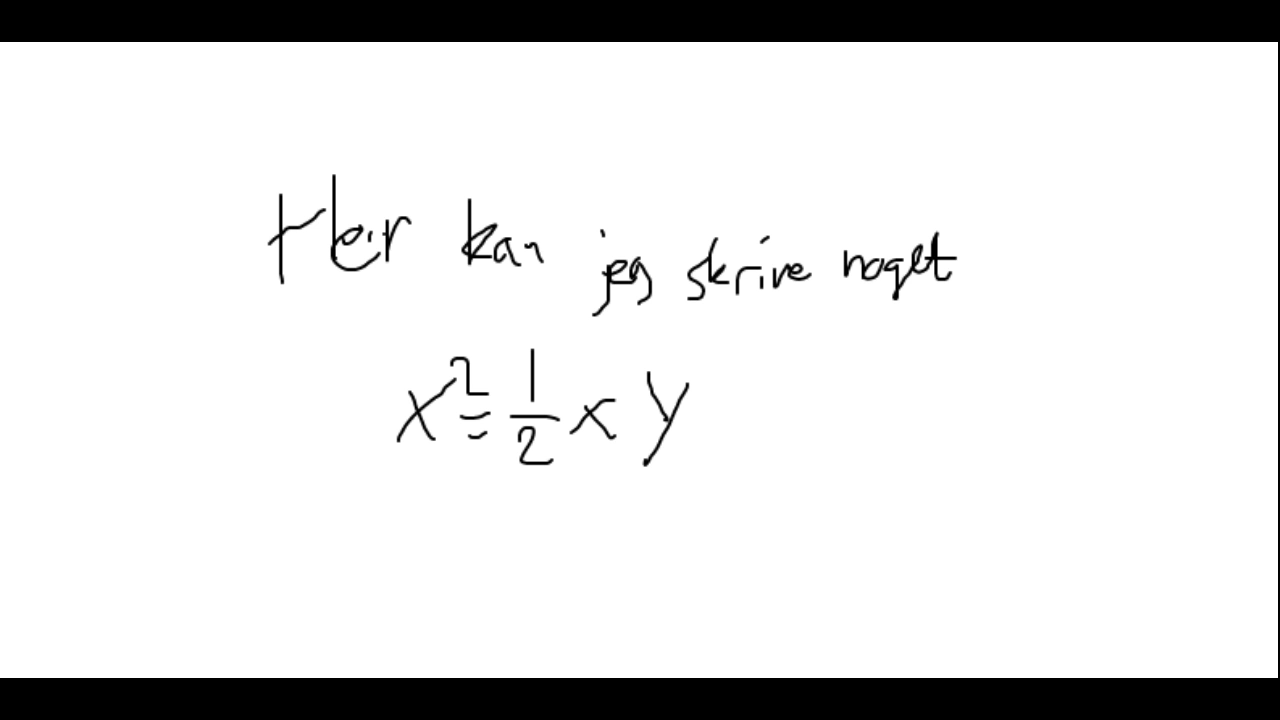 Her kan jeg skrive noget
x² = 1/2 x y